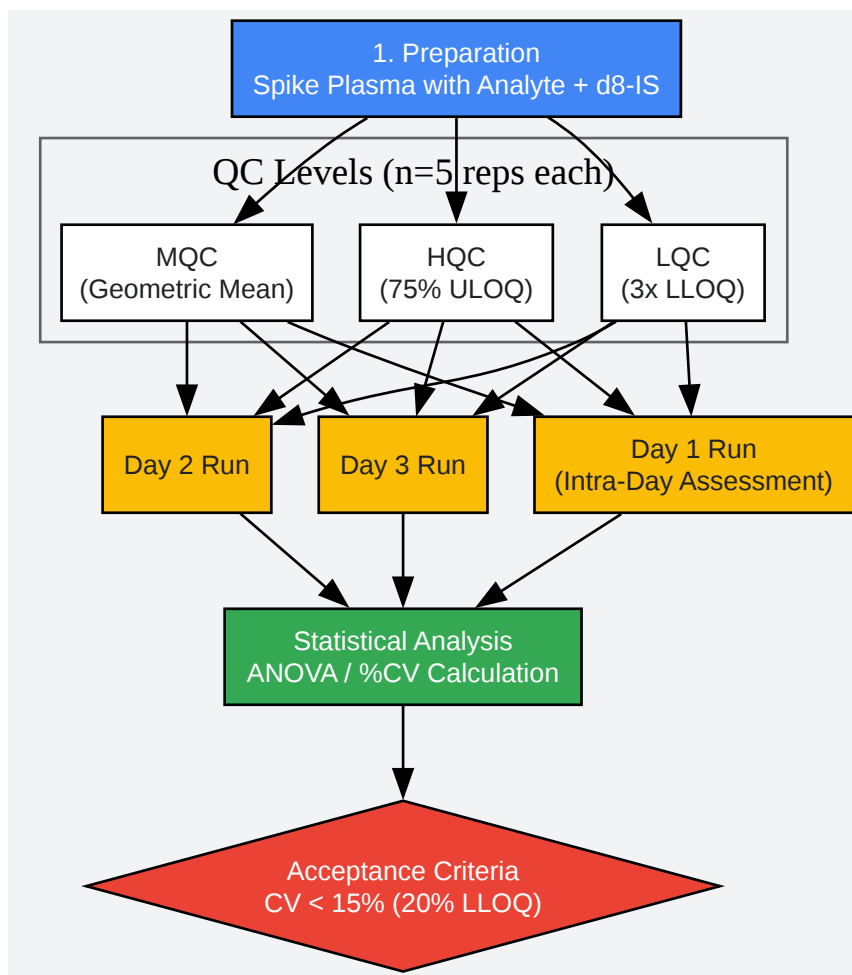 1. Preparation
Spike Plasma with Analyte + d8-IS
QC Levels (n=5 reps each)
MQC
(Geometric Mean)
HQC
(75% ULOQ)
LQC
(3x LLOQ)
Day 2 Run
Day 3 Run
Day 1 Run
(Intra-Day Assessment)
Statistical Analysis
ANOVA / %CV Calculation
Acceptance Criteria
CV < 15% (20% LLOQ)